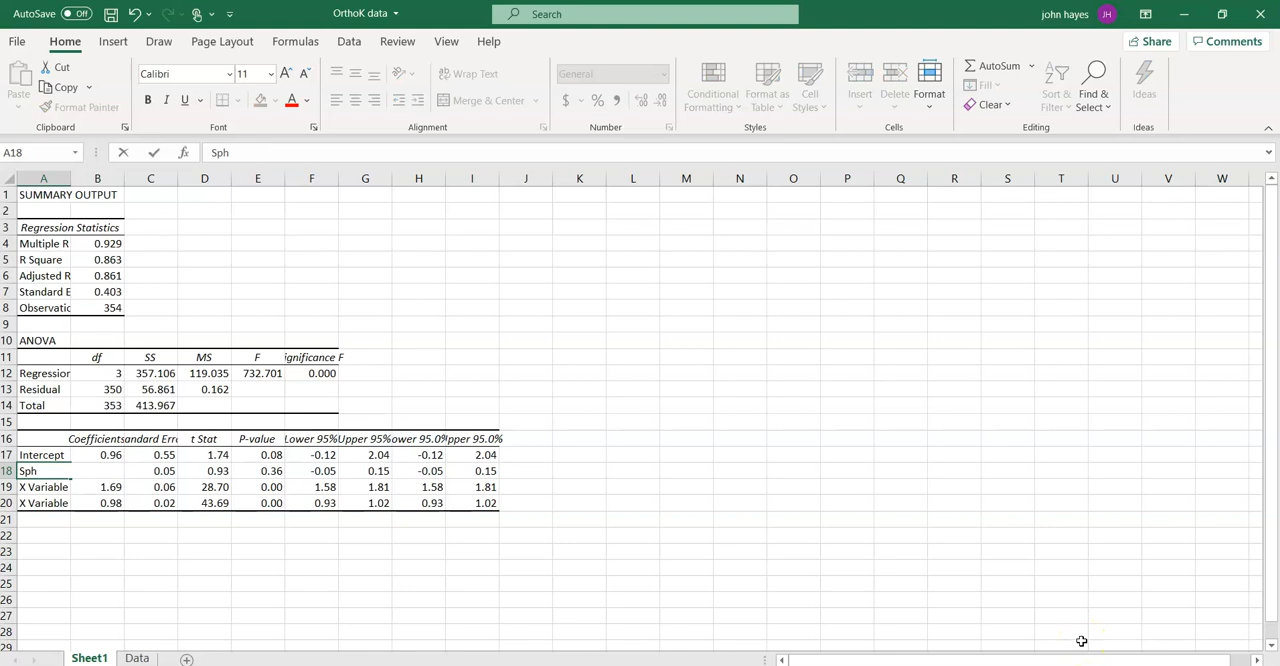 AutoSave Off OrthoK data Search john hayes JH
File Home Insert Draw Page Layout Formulas Data Review View Help Share Comments
Paste Cut Copy Format Painter Clipboard
Calibri 11 A A B I U A Font
Wrap Text Merge & Center Alignment
General $ % Number
Conditional Formatting Format as Table Cell Styles Styles
Insert Delete Format Cells
AutoSum Fill Clear Sort & Filter Find & Select Editing
Ideas Ideas
A18 fx Sph
A B C D E F G H I J K L M N O P Q R S T U V W
1 SUMMARY OUTPUT
2
3 Regression Statistics
4 Multiple R 0.929
5 R Square 0.863
6 Adjusted R 0.861
7 Standard E 0.403
8 Observatic 354
9
10 ANOVA
11 df SS MS F ignificance F
12 Regression 3 357.106 119.035 732.701 0.000
13 Residual 350 56.861 0.162
14 Total 353 413.967
15
16 Coefficients andard Erro t Stat P-value Lower 95% Upper 95% ower 95.0% Upper 95.0%
17 Intercept 0.96 0.55 1.74 0.08 -0.12 2.04 -0.12 2.04
18 Sph 0.05 0.93 0.36 -0.05 0.15 -0.05 0.15
19 X Variable 1.69 0.06 28.70 0.00 1.58 1.81 1.58 1.81
20 X Variable 0.98 0.02 43.69 0.00 0.93 1.02 0.93 1.02
21
22
23
24
25
26
27
28
29
Sheet1 Data